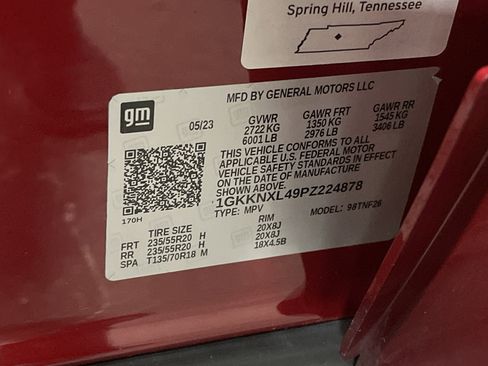 Spring Hill, Tennessee
MFD BY GENERAL MOTORS LLC
gm
05/23
GVWR GAWR FRT GAWR RR
2722 KG 1350 KG 1545 KG
6001 LB 2976 LB 3406 LB
THIS VEHICLE CONFORMS TO ALL
APPLICABLE U.S. FEDERAL MOTOR
VEHICLE SAFETY STANDARDS IN EFFECT
ON THE DATE OF MANUFACTURE
SHOWN ABOVE.
1GKKNXL49PZ224878
170H
TYPE: MPV MODEL: 98TNF26
TIRE SIZE RIM
FRT 235/55R20 H 20X8J
RR 235/55R20 H 20X8J
SPA T135/70R18 M 18X4.5B